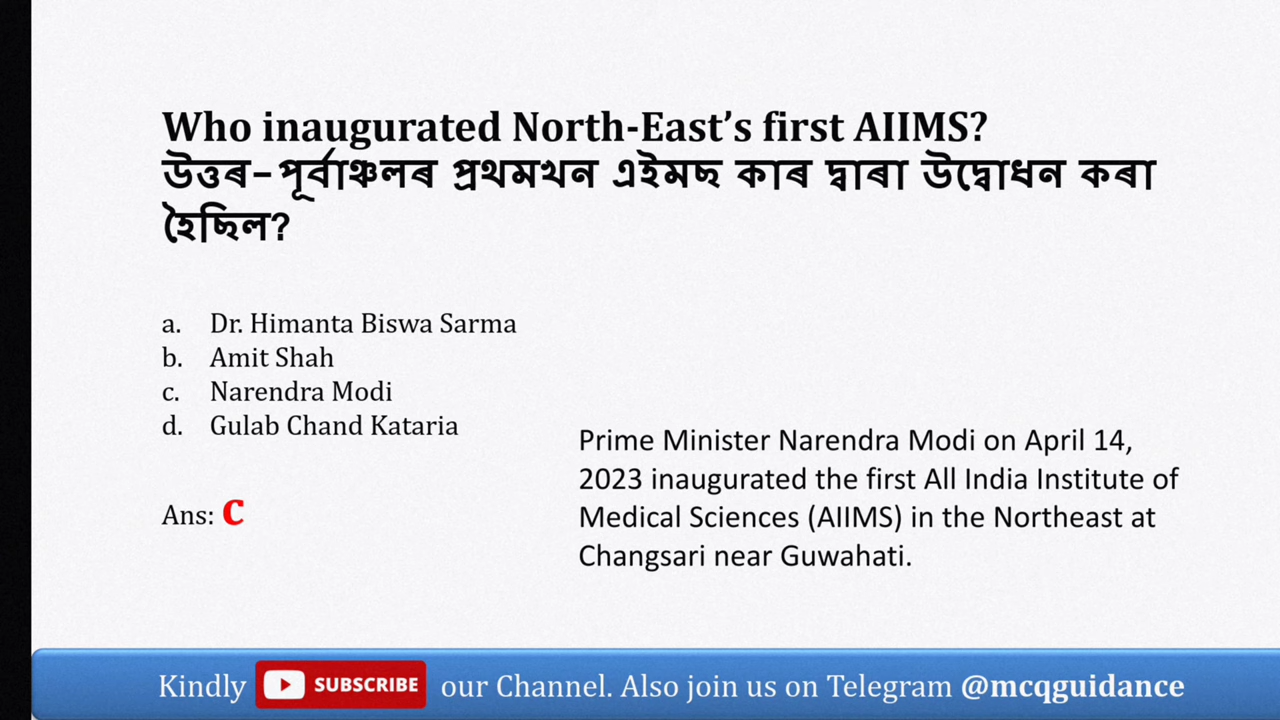 Who inaugurated North-East’s first AIIMS?
উত্তৰ–পূৰ্বাঞ্চলৰ প্ৰথমখন এইমছ কাৰ দ্বাৰা উদ্বোধন কৰা
হৈছিল?
a. Dr. Himanta Biswa Sarma
b. Amit Shah
c. Narendra Modi
d. Gulab Chand Kataria
Ans: C
Prime Minister Narendra Modi on April 14,
2023 inaugurated the first All India Institute of
Medical Sciences (AIIMS) in the Northeast at
Changsari near Guwahati.
Kindly SUBSCRIBE our Channel. Also join us on Telegram @mcqguidance